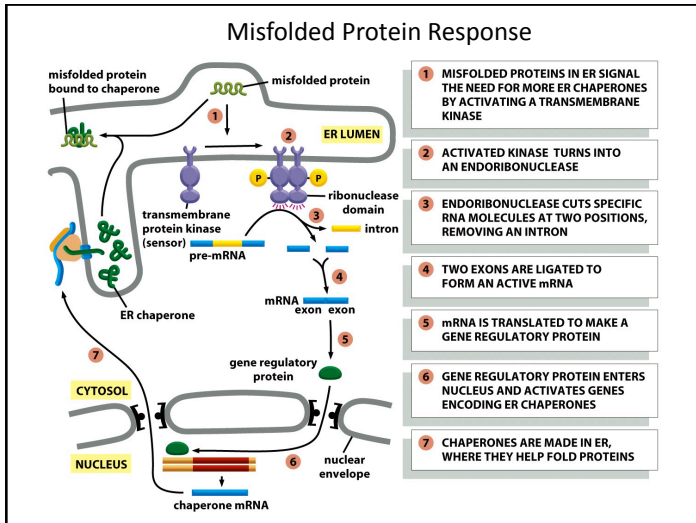 Misfolded Protein Response
misfolded protein
bound to chaperone
misfolded protein
1
ER LUMEN
2
P
P
transmembrane
protein kinase
(sensor)
ribonuclease
domain
3
intron
pre-mRNA
4
ER chaperone
mRNA
exon exon
5
7
gene regulatory
protein
CYTOSOL
NUCLEUS
6
nuclear
envelope
chaperone mRNA
1 MISFOLDED PROTEINS IN ER SIGNAL
THE NEED FOR MORE ER CHAPERONES
BY ACTIVATING A TRANSMEMBRANE
KINASE
2 ACTIVATED KINASE TURNS INTO
AN ENDORIBONUCLEASE
3 ENDORIBONUCLEASE CUTS SPECIFIC
RNA MOLECULES AT TWO POSITIONS,
REMOVING AN INTRON
4 TWO EXONS ARE LIGATED TO
FORM AN ACTIVE mRNA
5 mRNA IS TRANSLATED TO MAKE A
GENE REGULATORY PROTEIN
6 GENE REGULATORY PROTEIN ENTERS
NUCLEUS AND ACTIVATES GENES
ENCODING ER CHAPERONES
7 CHAPERONES ARE MADE IN ER,
WHERE THEY HELP FOLD PROTEINS